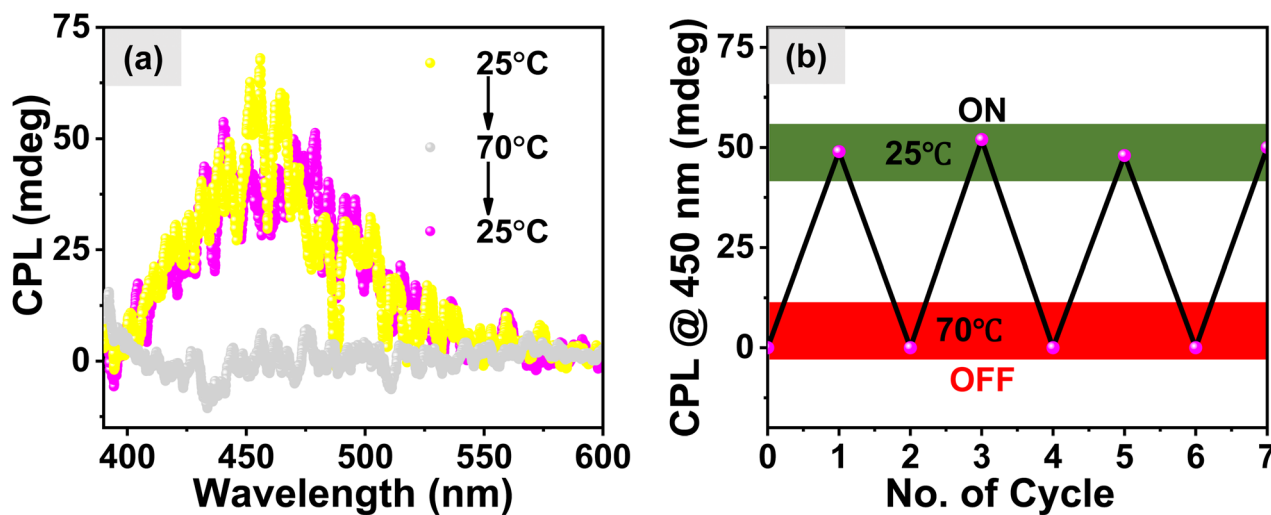 (a)
CPL (mdeg)
75
50
25
0
25°C
70°C
25°C
400 450 500 550 600
Wavelength (nm)
(b)
CPL @ 450 nm (mdeg)
75
50
25
0
ON
25℃
70℃
OFF
0 1 2 3 4 5 6 7
No. of Cycle